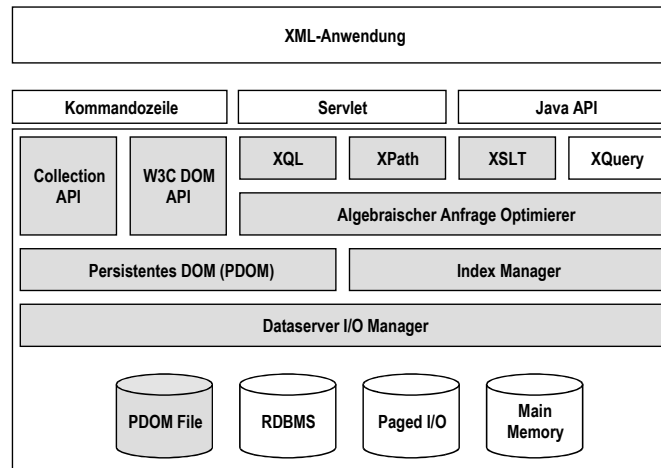 XML-Anwendung
Kommandozeile
Servlet
Java API
Collection
API
W3C DOM
API
XQL
XPath
XSLT
XQuery
Algebraischer Anfrage Optimierer
Persistentes DOM (PDOM)
Index Manager
Dataserver I/O Manager
PDOM File
RDBMS
Paged I/O
Main
Memory